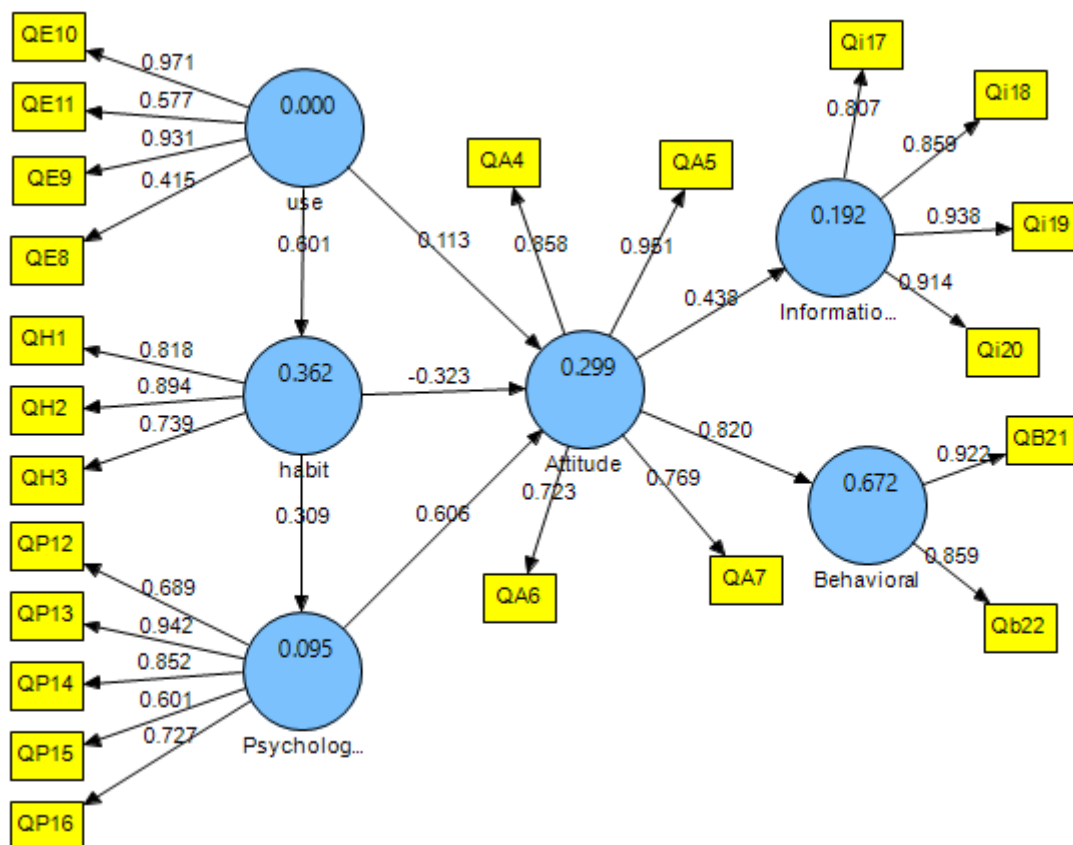 QE10
0.971
QE11
0.577
QE9
0.931
QE8
0.415
0.000
use
0.601
0.113
QH1
0.818
QH2
0.894
QH3
0.739
0.362
habit
-0.323
0.309
QP12
0.689
QP13
0.942
QP14
0.852
QP15
0.601
QP16
0.727
0.095
Psycholog...
0.606
QA4
0.858
QA5
0.951
0.299
Attitude
QA6
0.723
QA7
0.769
0.438
0.820
Qi17
0.807
Qi18
0.859
Qi19
0.938
Qi20
0.914
0.192
Informatio...
QB21
0.922
Qb22
0.859
0.672
Behavioral